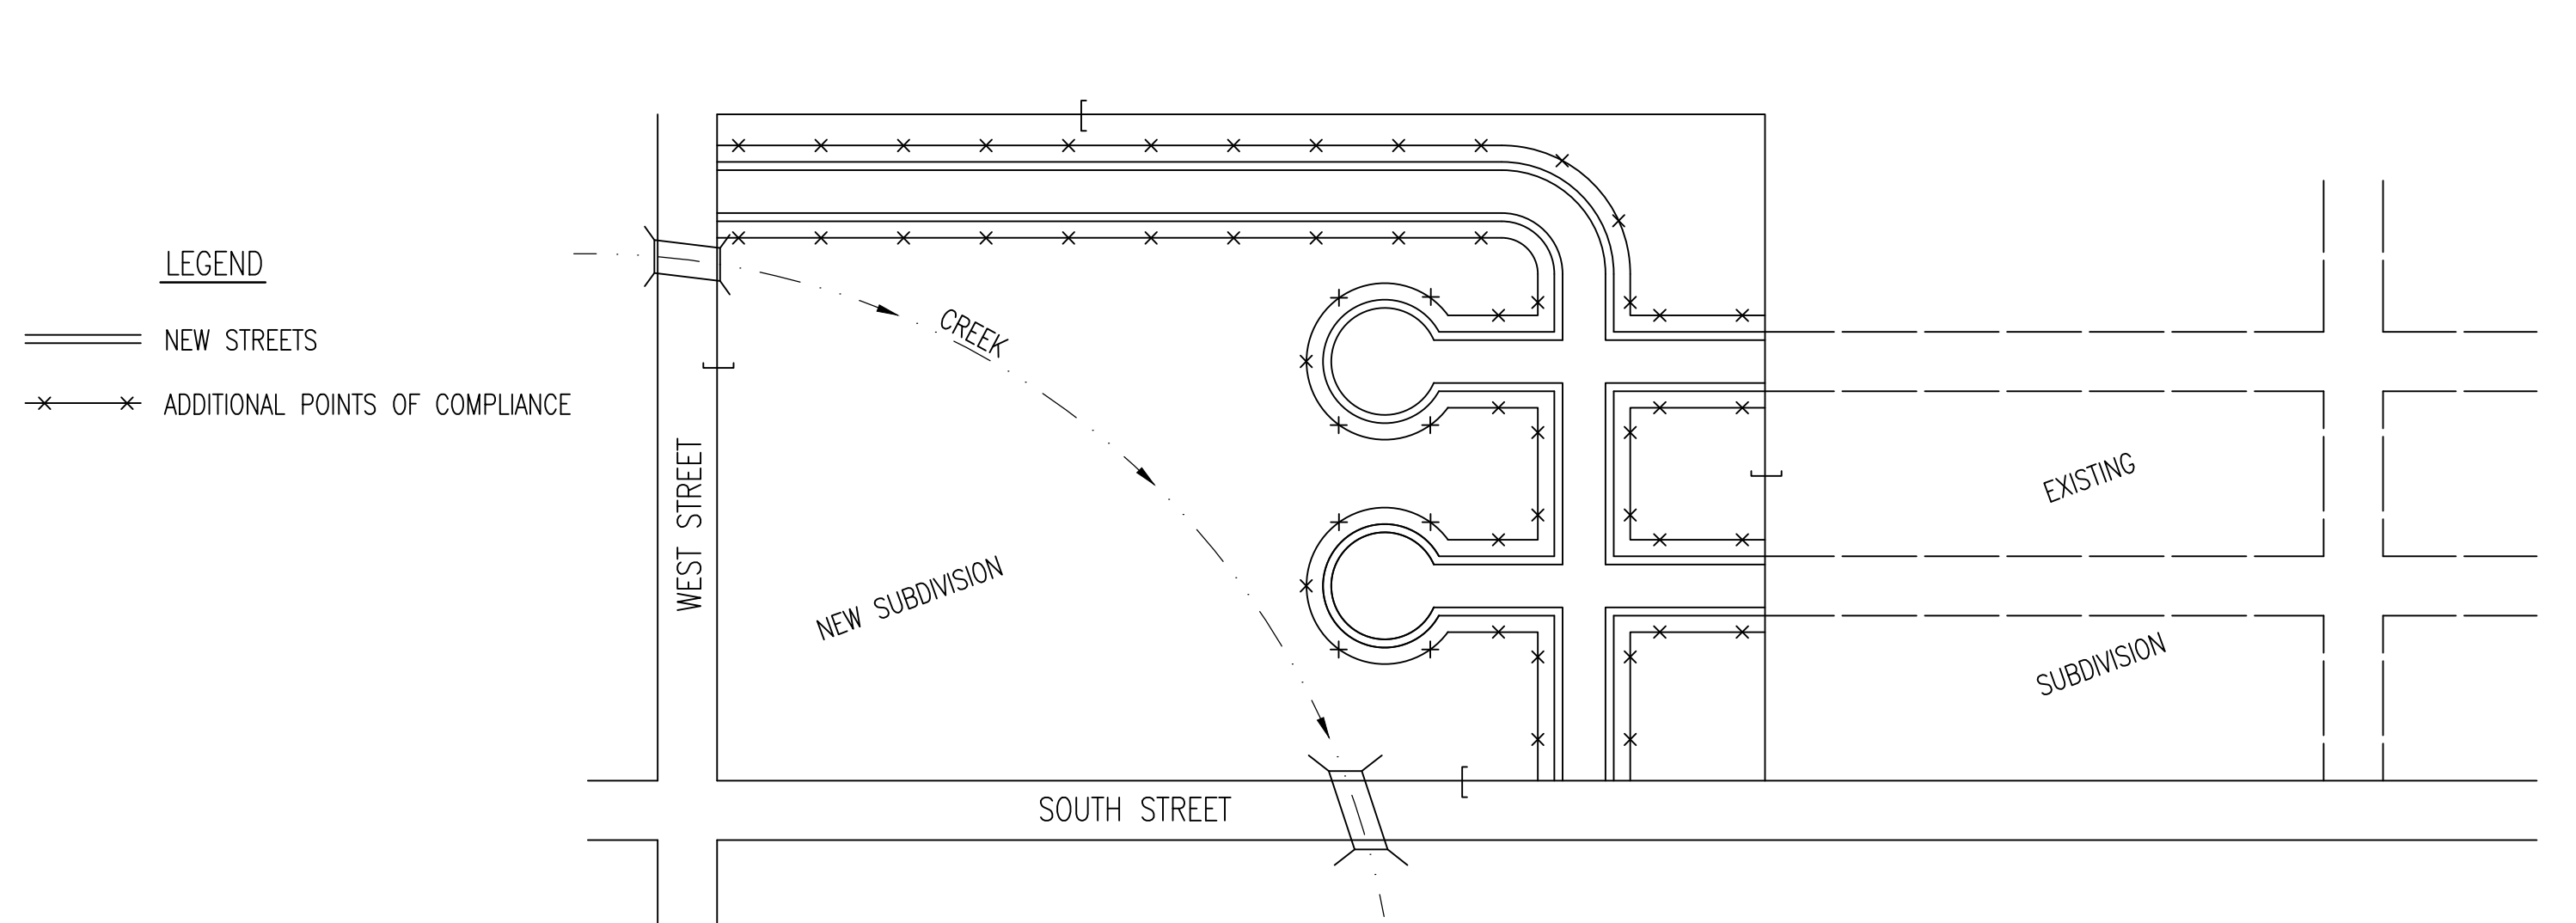 LEGEND
NEW STREETS
ADDITIONAL POINTS OF COMPLIANCE
WEST STREET
CREEK
NEW SUBDIVISION
SOUTH STREET
EXISTING
SUBDIVISION